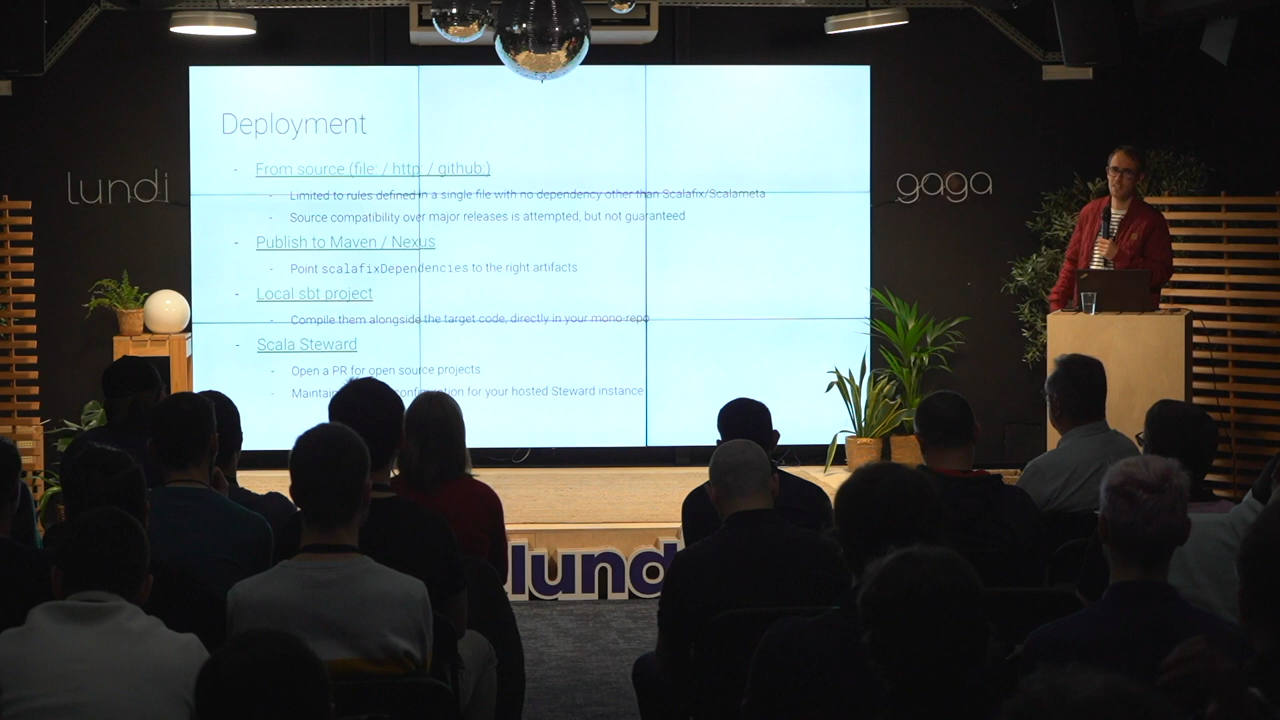 Deployment
- From source (file: / http: / github:)
- Limited to rules defined in a single file with no dependency other than Scalafix/Scalameta
- Source compatibility over major releases is attempted, but not guaranteed
- Publish to Maven / Nexus
- Point scalafixDependencies to the right artifacts
- Local sbt project
- Compile them alongside the target code, directly in your mono-repo
- Scala Steward
- Open a PR for open source projects
- for your hosted Steward instance
lundi
gaga
lund